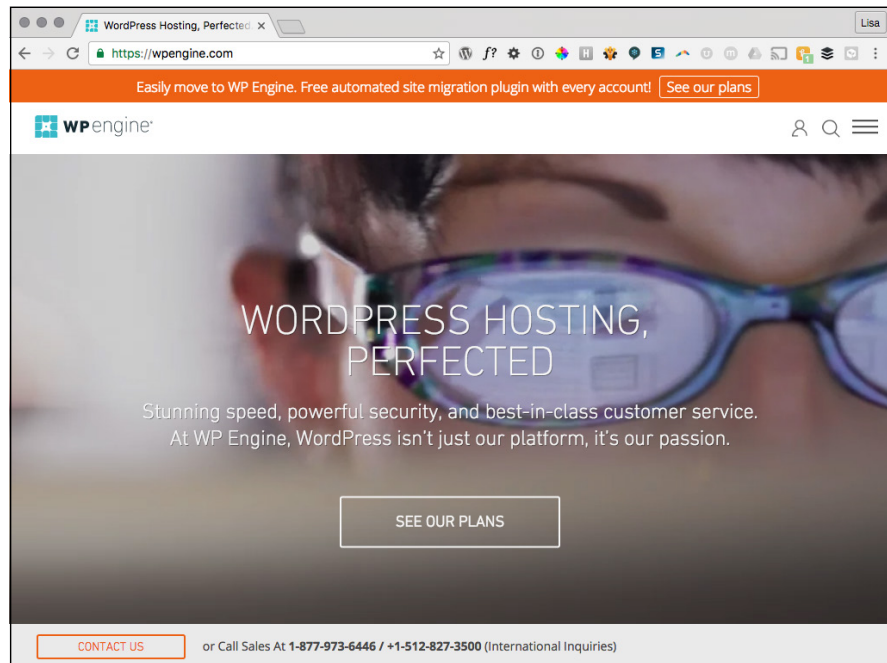 WordPress Hosting, Perfected
Lisa
https://wpengine.com
Easily move to WP Engine. Free automated site migration plugin with every account! See our plans
WPengine
WORDPRESS HOSTING,
PERFECTED
Stunning speed, powerful security, and best-in-class customer service.
At WP Engine, WordPress isn't just our platform, it's our passion.
SEE OUR PLANS
CONTACT US or Call Sales At 1-877-973-6446 / +1-512-827-3500 (International Inquiries)